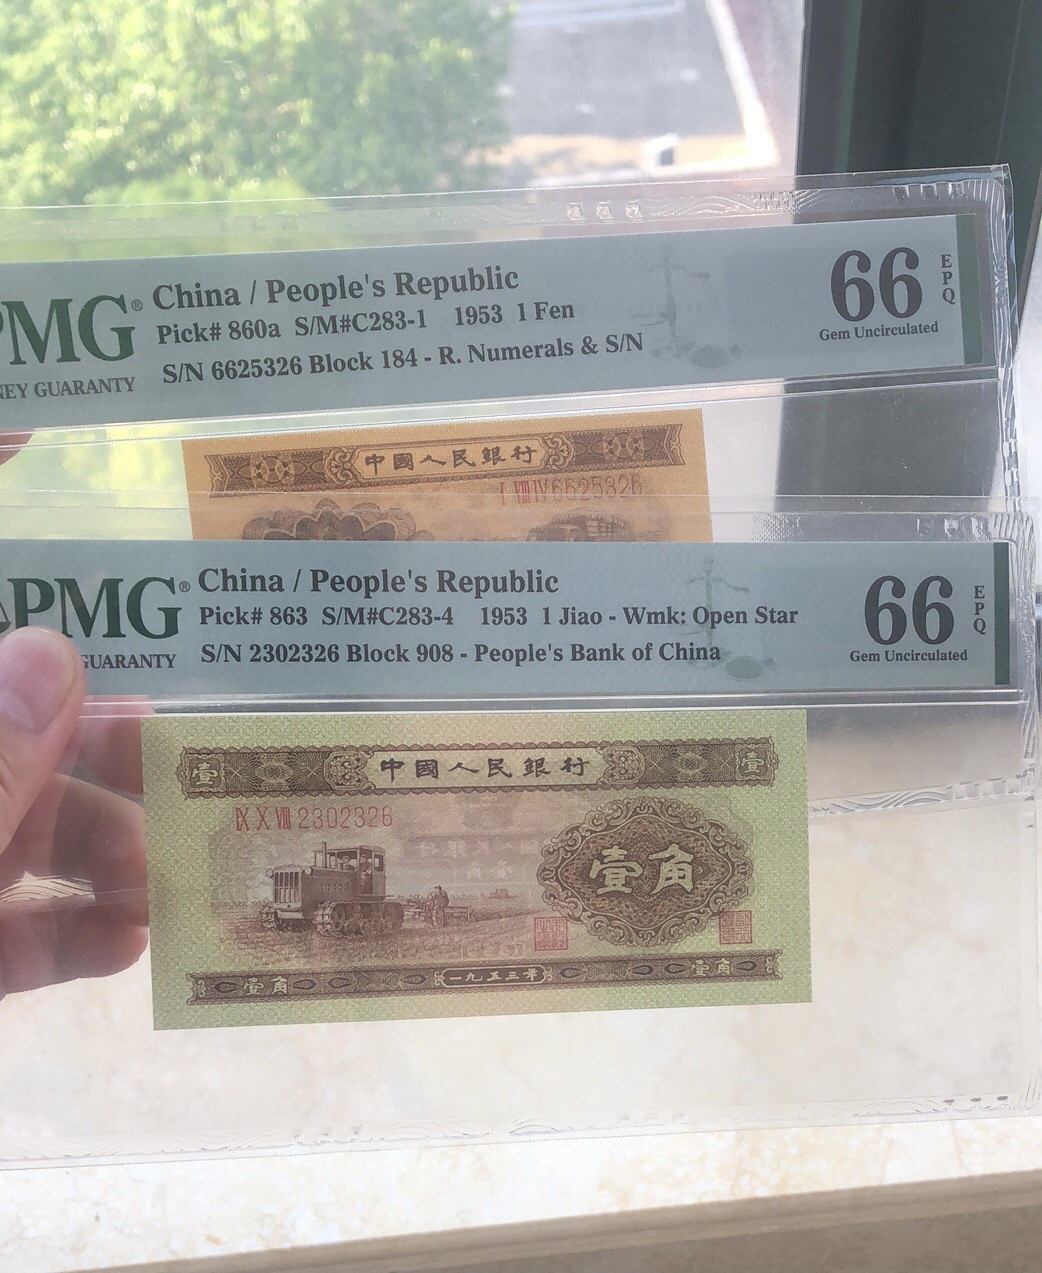 PMG®
NEY GUARANTY
China / People's Republic
Pick# 860a S/M#C283-1 1953 1 Fen
S/N 6625326 Block 184 - R. Numerals & S/N
66
EPQ
Gem Uncirculated
中國人民銀行
I VIII IV 6625326
PMG®
GUARANTY
China / People's Republic
Pick# 863 S/M#C283-4 1953 1 Jiao - Wmk: Open Star
S/N 2302326 Block 908 - People's Bank of China
66
EPQ
Gem Uncirculated
壹 中國人民銀行 壹
IX X VIII 2302326
壹角
壹角 一九五三年 壹角